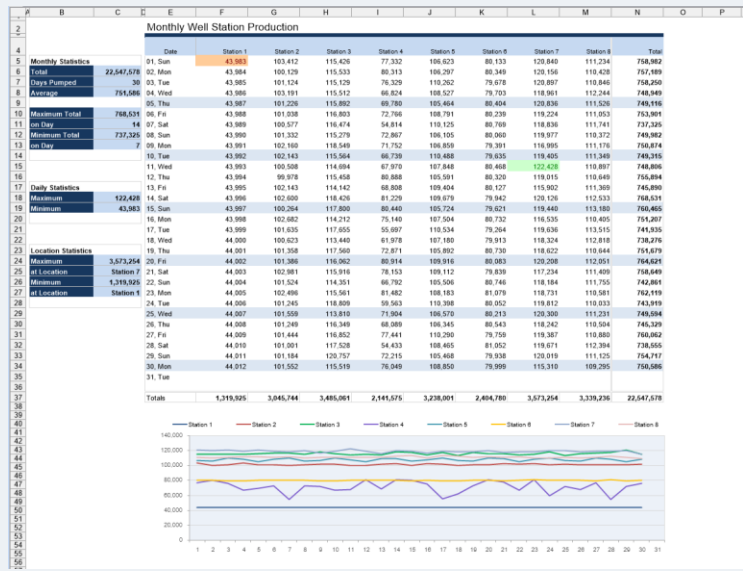 Monthly Well Station Production
Date Station 1 Station 2 Station 3 Station 4 Station 5 Station 6 Station 7 Station 8 Total
Monthly Statistics
Total 22,547,578
Days Pumped 30
Average 751,586
Maximum Total 768,531
on Day 14
Minimum Total 737,325
on Day 7
Daily Statistics
Maximum 122,428
Minimum 43,983
Location Statistics
Maximum 3,573,254
at Location Station 7
Minimum 1,319,925
at Location Station 1
01, Sun 43,983 103,412 115,426 77,332 106,623 80,133 120,840 111,234 758,982
02, Mon 43,984 100,129 115,533 80,313 106,297 80,349 120,156 110,428 757,189
03, Tue 43,985 101,124 115,129 76,329 110,262 79,678 120,897 110,846 758,250
04, Wed 43,986 103,191 115,512 66,824 108,527 79,703 118,961 112,244 748,949
05, Thu 43,987 101,226 115,892 69,780 105,464 80,404 120,836 111,526 749,116
06, Fri 43,988 101,038 116,803 72,766 108,791 80,239 119,224 111,053 753,901
07, Sat 43,989 100,577 116,474 54,814 110,125 80,769 118,836 111,741 737,325
08, Sun 43,990 101,332 115,279 72,867 106,105 80,060 119,977 110,372 749,982
09, Mon 43,991 102,160 118,549 71,752 106,859 79,391 116,995 111,176 750,874
10, Tue 43,992 102,143 115,564 66,739 110,488 79,635 119,405 111,349 749,315
11, Wed 43,993 100,508 114,694 67,970 107,848 80,468 122,428 110,897 748,806
12, Thu 43,994 99,978 115,458 80,888 105,591 80,320 119,015 110,649 755,894
13, Fri 43,995 102,143 114,142 68,808 109,404 80,127 115,902 111,369 745,890
14, Sat 43,996 102,600 118,426 81,229 109,679 79,942 120,126 112,533 768,531
15, Sun 43,997 100,264 117,800 80,440 105,724 79,621 119,440 113,180 760,465
16, Mon 43,998 102,682 114,212 75,140 107,504 80,732 116,535 110,405 751,207
17, Tue 43,999 101,635 117,655 55,697 110,534 79,264 119,636 113,515 741,935
18, Wed 44,000 100,623 113,440 61,978 107,180 79,913 118,324 112,818 738,276
19, Thu 44,001 101,358 117,560 72,871 105,892 80,730 118,622 110,644 751,679
20, Fri 44,002 101,386 116,062 80,914 109,916 80,083 120,208 112,051 764,621
21, Sat 44,003 102,981 115,916 78,153 109,112 79,839 117,234 111,409 758,649
22, Sun 44,004 101,524 114,351 66,792 105,506 80,746 118,184 111,755 742,861
23, Mon 44,005 102,496 115,561 81,482 108,183 81,079 118,731 110,581 762,119
24, Tue 44,006 101,245 118,809 59,563 110,398 80,052 119,812 110,033 743,919
25, Wed 44,007 101,559 113,810 71,904 106,570 80,213 120,300 111,231 749,594
26, Thu 44,008 101,249 116,349 68,089 106,345 80,543 118,242 110,504 745,329
27, Fri 44,009 101,444 116,852 77,441 110,290 79,759 119,387 110,880 760,062
28, Sat 44,010 101,001 117,528 54,433 108,465 81,052 119,671 112,394 738,555
29, Sun 44,011 101,184 120,757 72,215 105,468 79,938 120,019 111,125 754,717
30, Mon 44,012 101,552 115,519 76,049 108,850 79,999 115,310 109,295 750,586
31, Tue
Totals 1,319,925 3,045,744 3,485,061 2,141,575 3,238,001 2,404,780 3,573,254 3,339,236 22,547,578
Station 1 Station 2 Station 3 Station 4 Station 5 Station 6 Station 7 Station 8
140,000
120,000
100,000
80,000
60,000
40,000
20,000
0
1 2 3 4 5 6 7 8 9 10 11 12 13 14 15 16 17 18 19 20 21 22 23 24 25 26 27 28 29 30 31